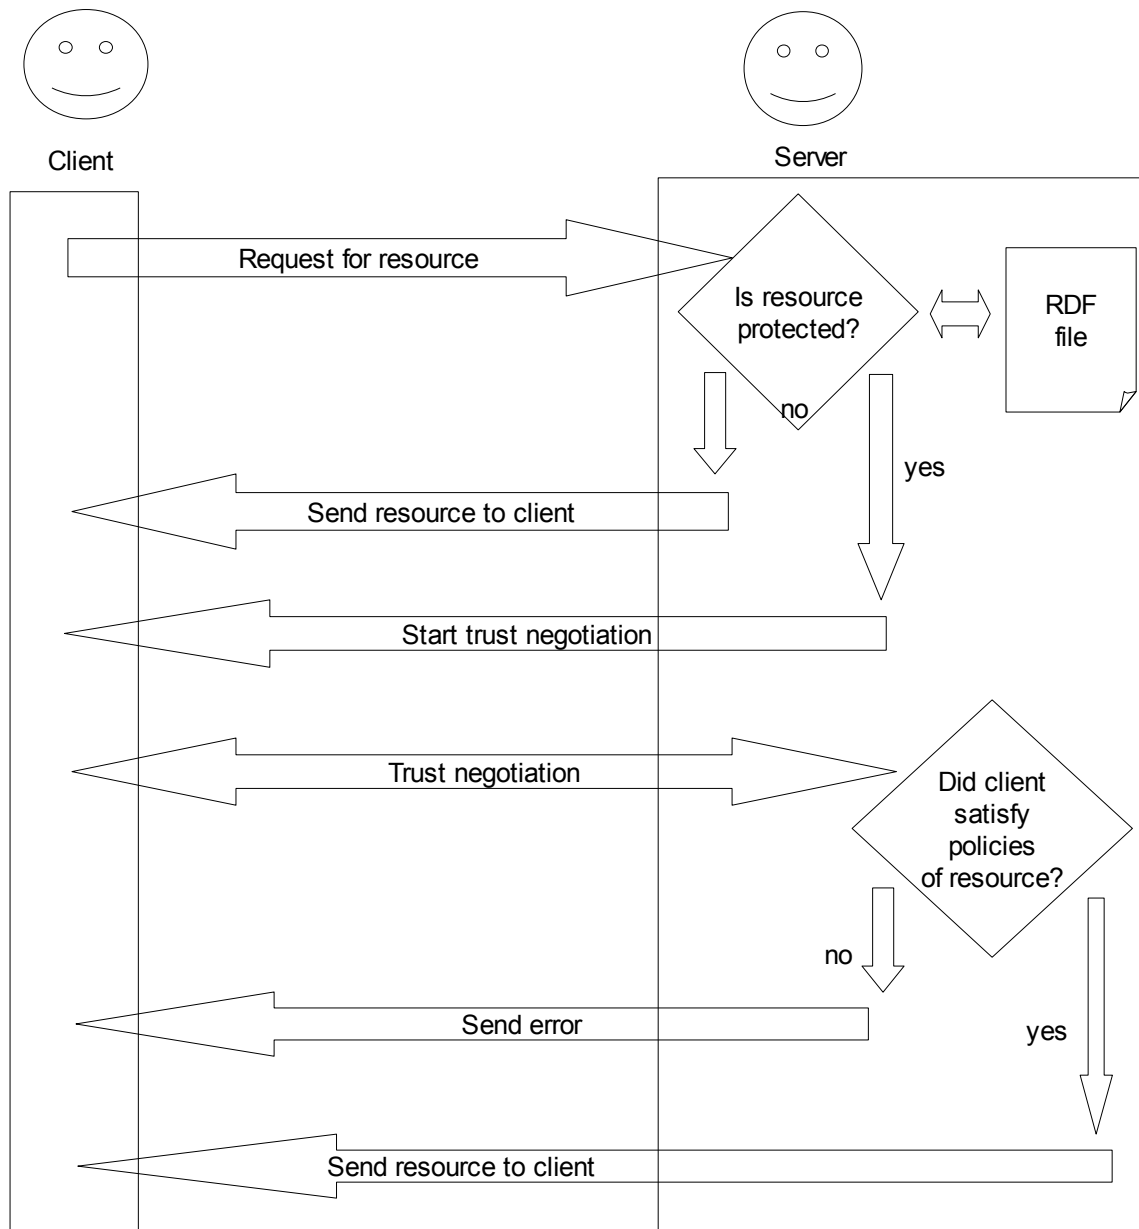 Client
Server
Request for resource
Is resource
protected?
RDF
file
no
yes
Send resource to client
Start trust negotiation
Trust negotiation
Did client
satisfy
policies
of resource?
no
Send error
yes
Send resource to client